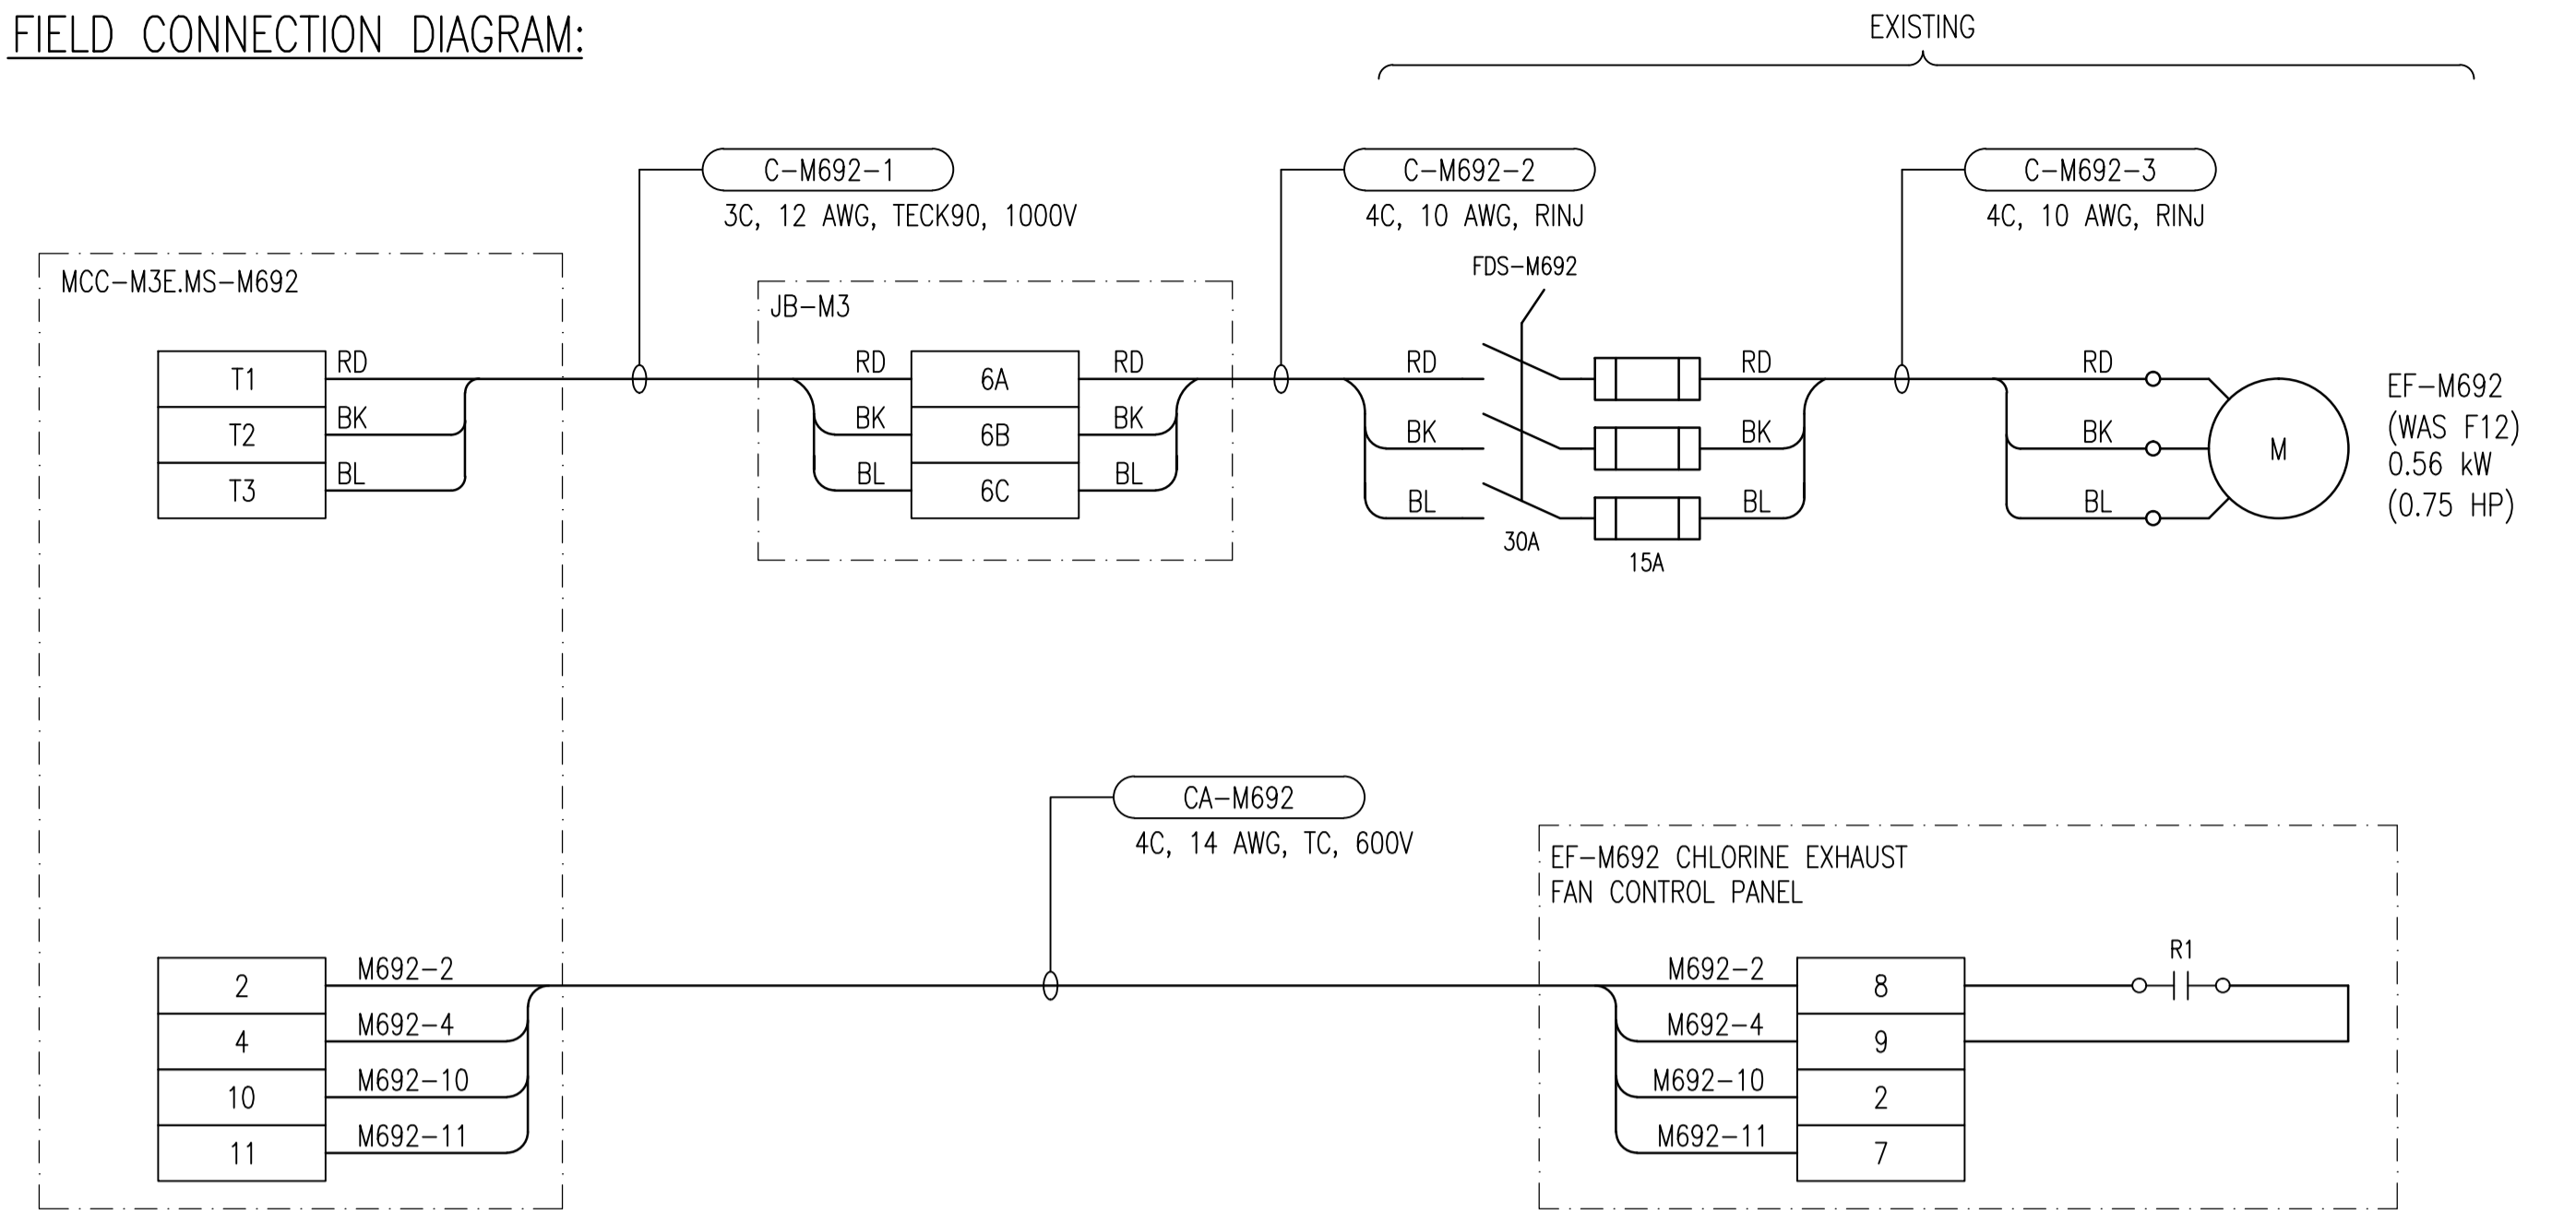 FIELD CONNECTION DIAGRAM:
EXISTING
C-M692-1
3C, 12 AWG, TECK90, 1000V
C-M692-2
4C, 10 AWG, RINJ
C-M692-3
4C, 10 AWG, RINJ
MCC-M3E.MS-M692
JB-M3
FDS-M692
T1
RD
RD
6A
RD
RD
RD
RD
T2
BK
BK
6B
BK
BK
BK
BK
T3
BL
BL
6C
BL
BL
BL
BL
30A
15A
M
EF-M692
(WAS F12)
0.56 kW
(0.75 HP)
CA-M692
4C, 14 AWG, TC, 600V
EF-M692 CHLORINE EXHAUST
FAN CONTROL PANEL
2
M692-2
M692-2
8
R1
4
M692-4
M692-4
9
10
M692-10
M692-10
2
11
M692-11
M692-11
7